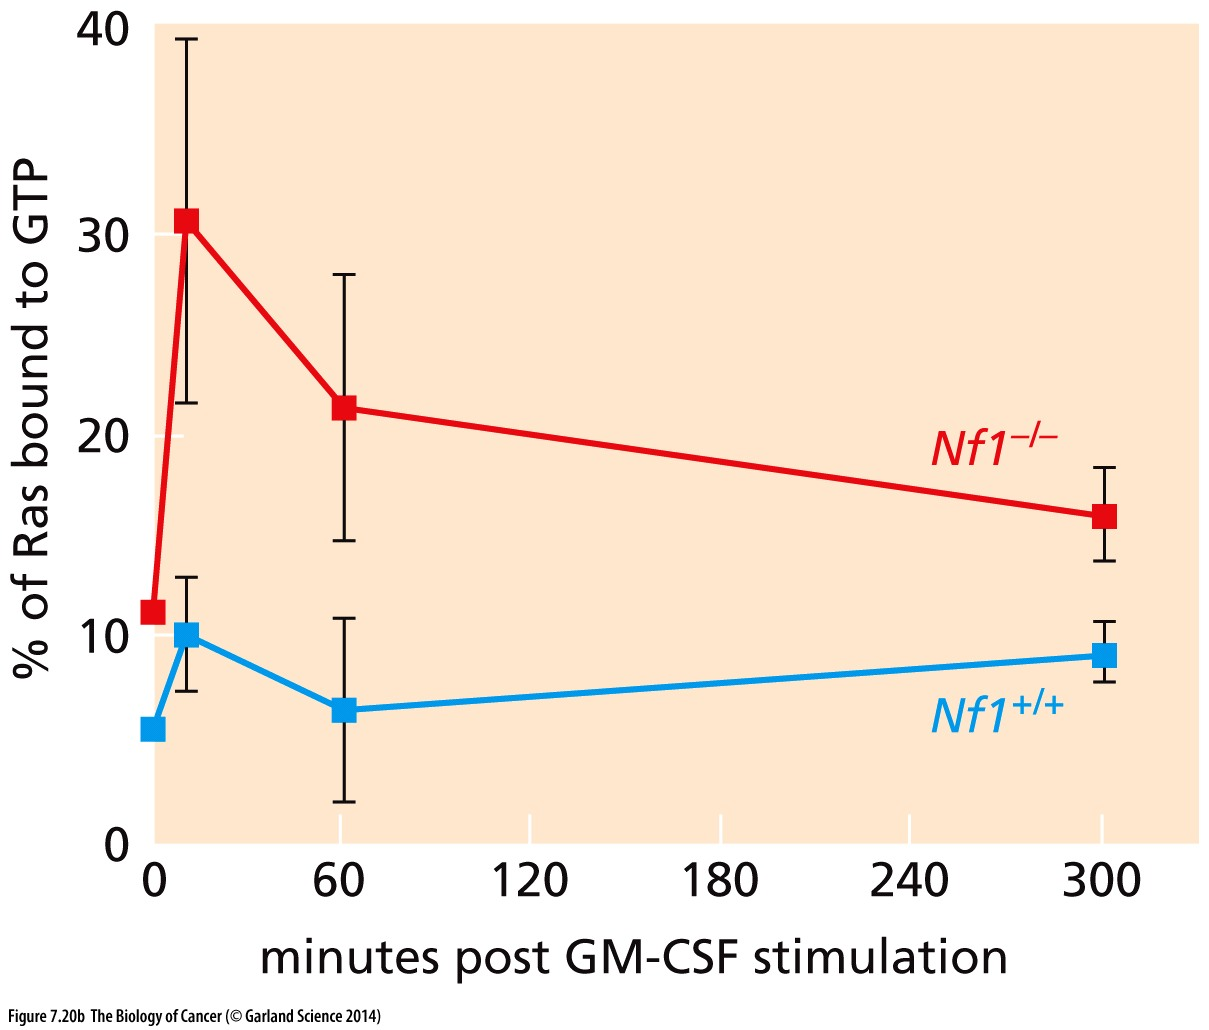 % of Ras bound to GTP
40
30
20
10
0
Nf1–/–
Nf1+/+
0 60 120 180 240 300
minutes post GM-CSF stimulation
Figure 7.20b The Biology of Cancer (© Garland Science 2014)